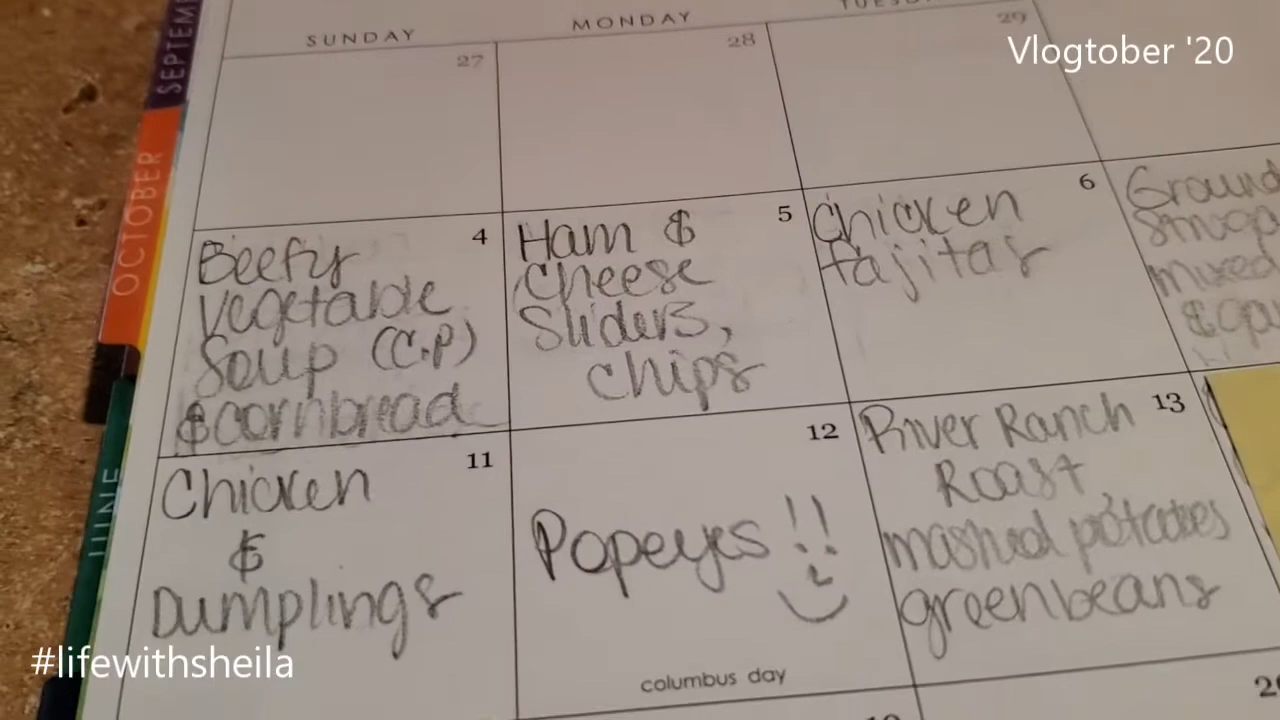 Vlogtober '20
SEPTEM
OCTOBER
JUNE
SUNDAY
MONDAY
27
28
29
4
Beefy
vegetable
Soup (C.P)
& cornbread
5
Ham &
Cheese
Sliders,
chips
6
Chicken
fajitas
Ground
mixed
11
Chicken
&
Dumplings
12
Popeyes !!
columbus day
13
River Ranch
Roast
mashed potatoes
greenbeans
#lifewithsheila